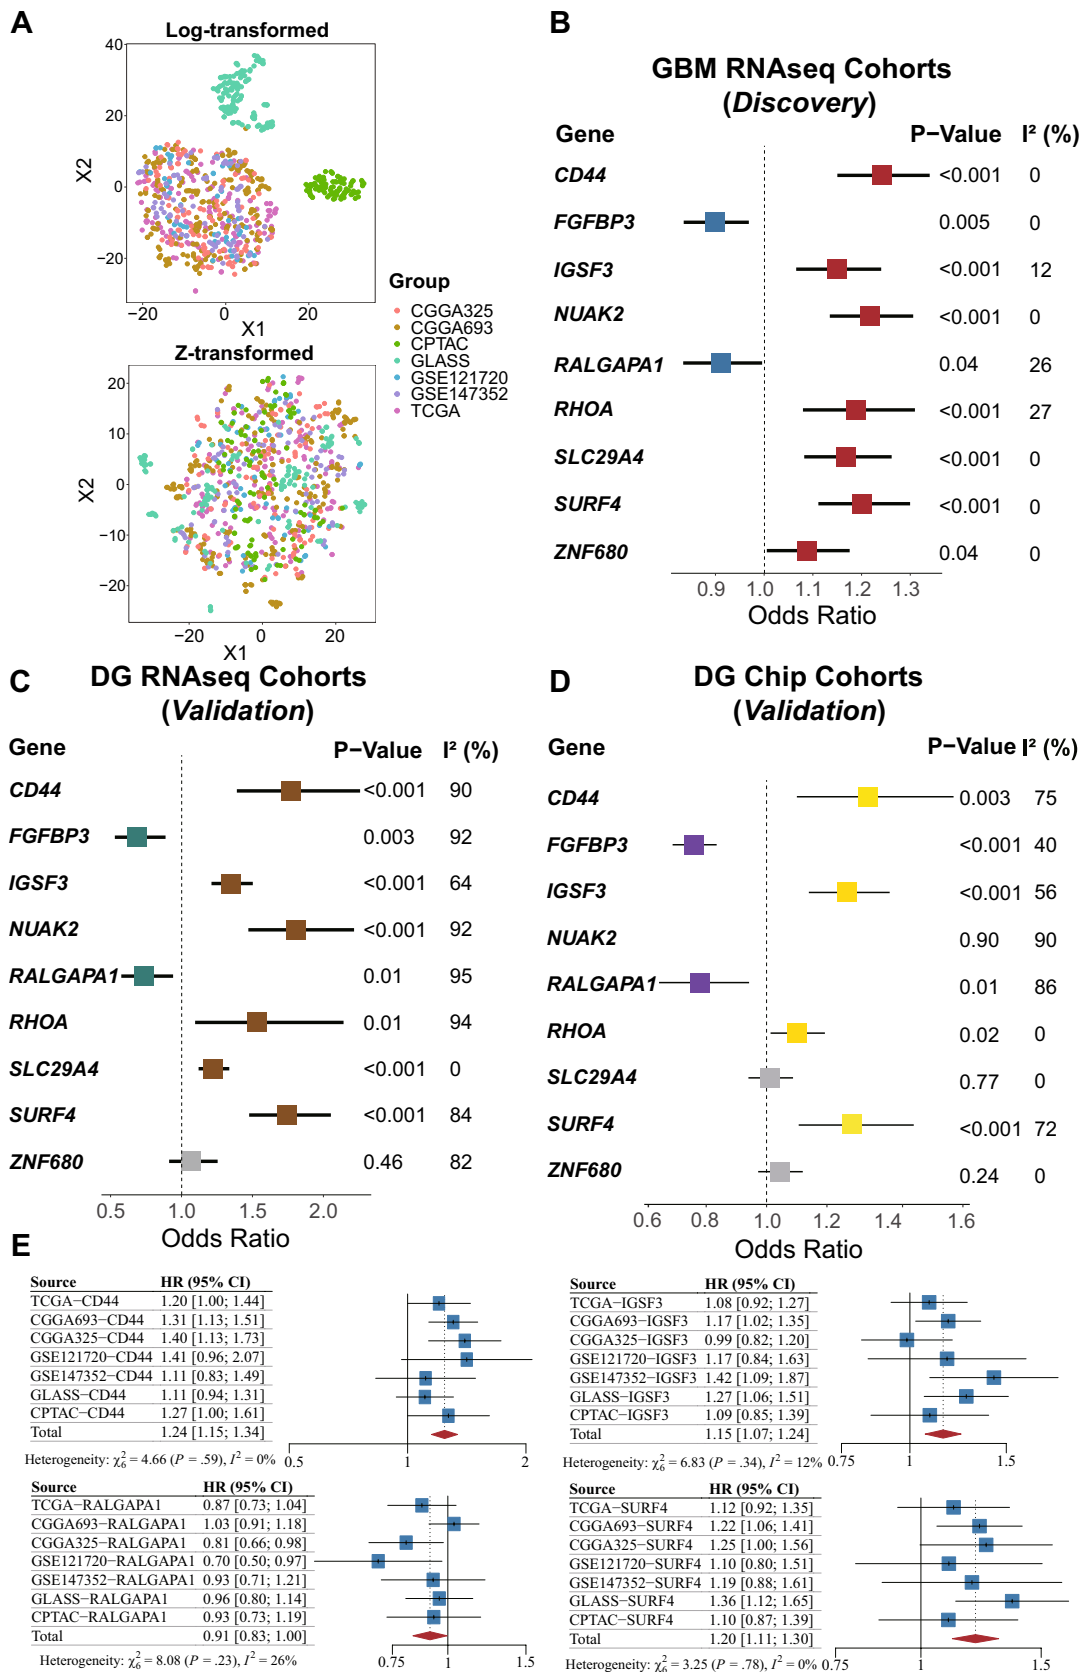 A
Log-transformed
40
20
0
−20
X2
−20
0
20
X1
Group
CGGA325
CGGA693
CPTAC
GLASS
GSE121720
GSE147352
TCGA
Z-transformed
20
10
0
−10
−20
X2
−20
0
20
X1
B
GBM RNAseq Cohorts
(Discovery)
Gene P−Value I² (%)
CD44 <0.001 0
FGFBP3 0.005 0
IGSF3 <0.001 12
NUAK2 <0.001 0
RALGAPA1 0.04 26
RHOA <0.001 27
SLC29A4 <0.001 0
SURF4 <0.001 0
ZNF680 0.04 0
0.9 1.0 1.1 1.2 1.3
Odds Ratio
C
DG RNAseq Cohorts
(Validation)
Gene P−Value I² (%)
CD44 <0.001 90
FGFBP3 0.003 92
IGSF3 <0.001 64
NUAK2 <0.001 92
RALGAPA1 0.01 95
RHOA 0.01 94
SLC29A4 <0.001 0
SURF4 <0.001 84
ZNF680 0.46 82
0.5 1.0 1.5 2.0
Odds Ratio
D
DG Chip Cohorts
(Validation)
Gene P−Value I² (%)
CD44 0.003 75
FGFBP3 <0.001 40
IGSF3 <0.001 56
NUAK2 0.90 90
RALGAPA1 0.01 86
RHOA 0.02 0
SLC29A4 0.77 0
SURF4 <0.001 72
ZNF680 0.24 0
0.6 0.8 1.0 1.2 1.4 1.6
Odds Ratio
E
Source HR (95% CI)
TCGA−CD44 1.20 [1.00; 1.44]
CGGA693−CD44 1.31 [1.13; 1.51]
CGGA325−CD44 1.40 [1.13; 1.73]
GSE121720−CD44 1.41 [0.96; 2.07]
GSE147352−CD44 1.11 [0.83; 1.49]
GLASS−CD44 1.11 [0.94; 1.31]
CPTAC−CD44 1.27 [1.00; 1.61]
Total 1.24 [1.15; 1.34]
Heterogeneity: χ²₆ = 4.66 (P = .59), I² = 0%
0.5 1 2
Source HR (95% CI)
TCGA−IGSF3 1.08 [0.92; 1.27]
CGGA693−IGSF3 1.17 [1.02; 1.35]
CGGA325−IGSF3 0.99 [0.82; 1.20]
GSE121720−IGSF3 1.17 [0.84; 1.63]
GSE147352−IGSF3 1.42 [1.09; 1.87]
GLASS−IGSF3 1.27 [1.06; 1.51]
CPTAC−IGSF3 1.09 [0.85; 1.39]
Total 1.15 [1.07; 1.24]
Heterogeneity: χ²₆ = 6.83 (P = .34), I² = 12%
0.75 1 1.5
Source HR (95% CI)
TCGA−RALGAPA1 0.87 [0.73; 1.04]
CGGA693−RALGAPA1 1.03 [0.91; 1.18]
CGGA325−RALGAPA1 0.81 [0.66; 0.98]
GSE121720−RALGAPA1 0.70 [0.50; 0.97]
GSE147352−RALGAPA1 0.93 [0.71; 1.21]
GLASS−RALGAPA1 0.96 [0.80; 1.14]
CPTAC−RALGAPA1 0.93 [0.73; 1.19]
Total 0.91 [0.83; 1.00]
Heterogeneity: χ²₆ = 8.08 (P = .23), I² = 26%
0.75 1 1.5
Source HR (95% CI)
TCGA−SURF4 1.12 [0.92; 1.35]
CGGA693−SURF4 1.22 [1.06; 1.41]
CGGA325−SURF4 1.25 [1.00; 1.56]
GSE121720−SURF4 1.10 [0.80; 1.51]
GSE147352−SURF4 1.19 [0.88; 1.61]
GLASS−SURF4 1.36 [1.12; 1.65]
CPTAC−SURF4 1.10 [0.87; 1.39]
Total 1.20 [1.11; 1.30]
Heterogeneity: χ²₆ = 3.25 (P = .78), I² = 0%
0.75 1 1.5